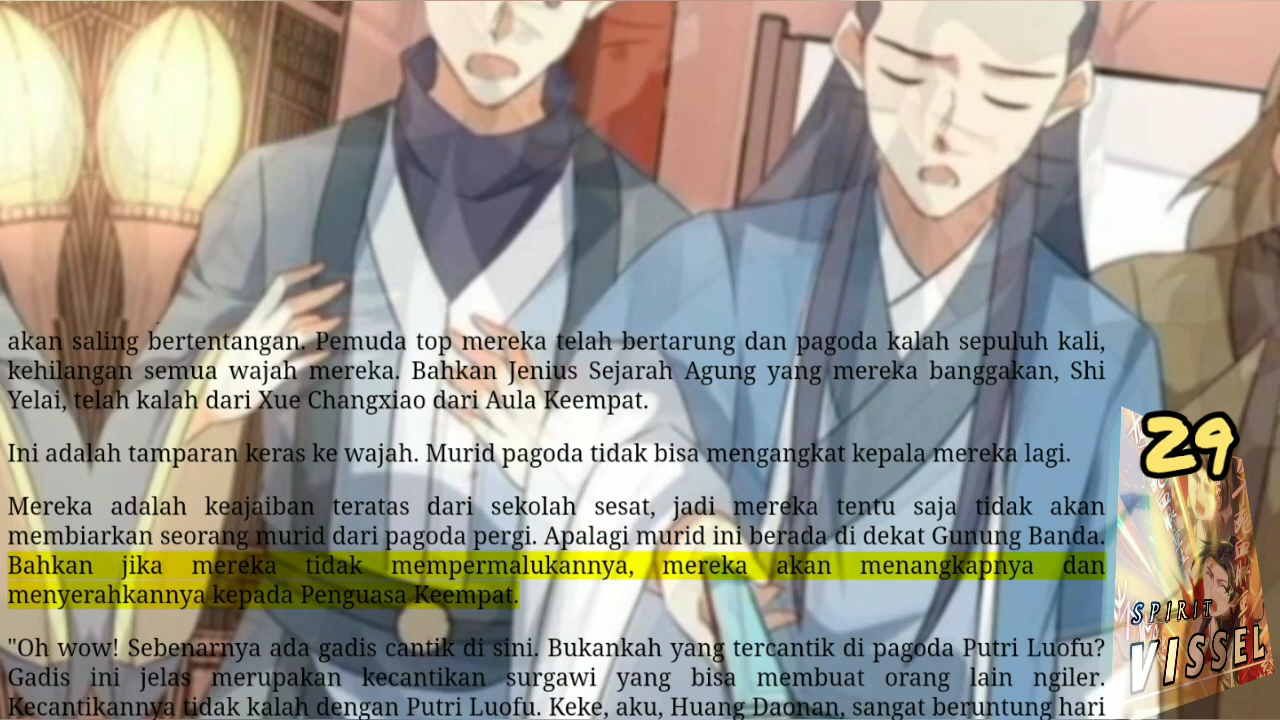 akan saling bertentangan. Pemuda top mereka telah bertarung dan pagoda kalah sepuluh kali,
kehilangan semua wajah mereka. Bahkan Jenius Sejarah Agung yang mereka banggakan, Shi
Yelai, telah kalah dari Xue Changxiao dari Aula Keempat.
Ini adalah tamparan keras ke wajah. Murid pagoda tidak bisa mengangkat kepala mereka lagi.
Mereka adalah keajaiban teratas dari sekolah sesat, jadi mereka tentu saja tidak akan
membiarkan seorang murid dari pagoda pergi. Apalagi murid ini berada di dekat Gunung Banda.
Bahkan jika mereka tidak mempermalukannya, mereka akan menangkapnya dan
menyerahkannya kepada Penguasa Keempat.
"Oh wow! Sebenarnya ada gadis cantik di sini. Bukankah yang tercantik di pagoda Putri Luofu?
Gadis ini jelas merupakan kecantikan surgawi yang bisa membuat orang lain ngiler.
Kecantikannya tidak kalah dengan Putri Luofu. Keke, aku, Huang Daonan, sangat beruntung hari
29
SPIRIT
VISSEL